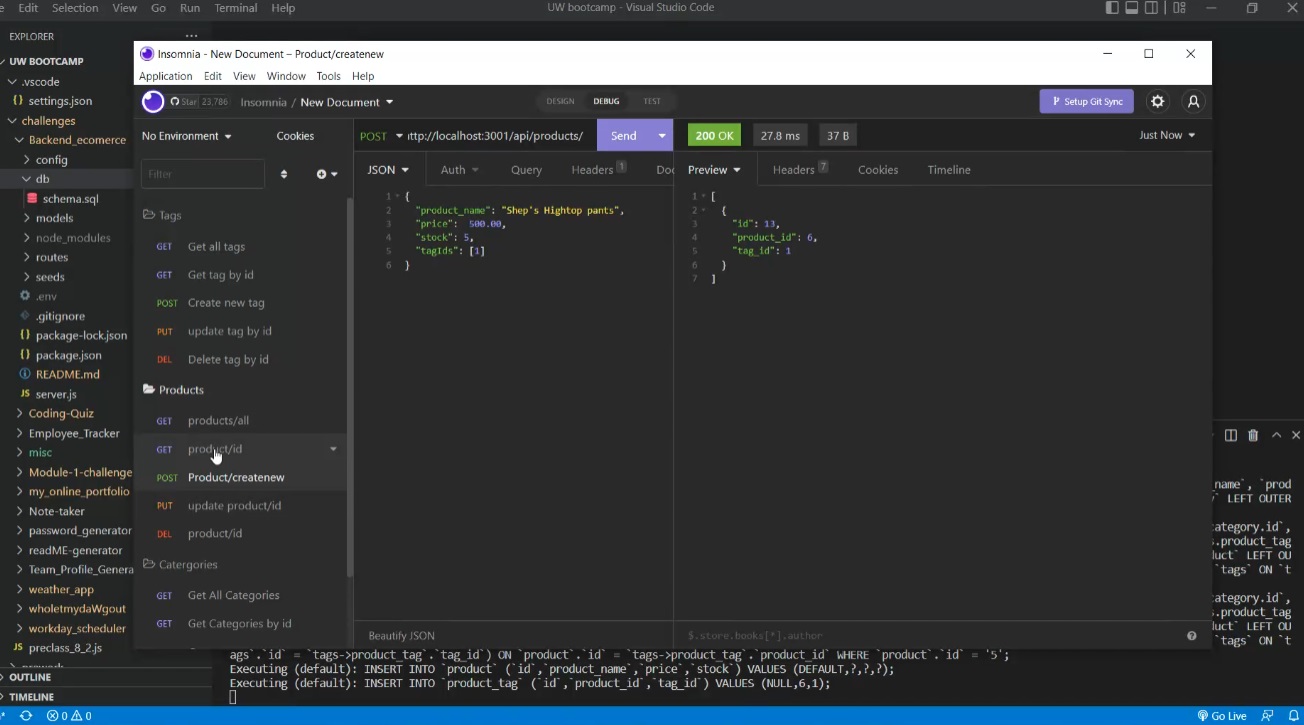 Edit Selection View Go Run Terminal Help UW bootcamp - Visual Studio Code
EXPLORER ...
UW BOOTCAMP
.vscode
settings.json
challenges
Backend_ecomerce
config
db
schema.sql
models
node_modules
routes
seeds
.env
.gitignore
package-lock.json
package.json
README.md
JS server.js
Coding-Quiz
Employee_Tracker
misc
Module-1-challenge
my_online_portfolio
Note-taker
password_generator
readME-generator
Team_Profile_Genera
weather_app
wholetmydaWgout
workday_scheduler
JS preclass_8_2.js
OUTLINE
TIMELINE
Insomnia - New Document – Product/createnew
Application Edit View Window Tools Help
Star 23,786 Insomnia / New Document DESIGN DEBUG TEST Setup Git Sync
No Environment Cookies
Filter
Tags
GET Get all tags
GET Get tag by id
POST Create new tag
PUT update tag by id
DEL Delete tag by id
Products
GET products/all
GET product/id
POST Product/createnew
PUT update product/id
DEL product/id
Catergories
GET Get All Categories
GET Get Categories by id
POST ttp://localhost:3001/api/products/ Send
JSON Auth Query Headers 1 Doc
1 {
2 "product_name": "Shep's Hightop pants",
3 "price": 500.00,
4 "stock": 5,
5 "tagIds": [1]
6 }
Beautify JSON
200 OK 27.8 ms 37 B Just Now
Preview Headers 7 Cookies Timeline
1 [
2 {
3 "id": 13,
4 "product_id": 6,
5 "tag_id": 1
6 }
7 ]
$.store.books[*].author
_name`, `prod
` LEFT OUTER
ategory.id`,
s.product_tag
duct` LEFT OU
`tags` ON `t
ategory.id`,
s.product_tag
duct` LEFT OU
`tags` ON `t
ags`.`id` = `tags->product_tag`.`tag_id`) ON `product`.`id` = `tags->product_tag`.`product_id` WHERE `product`.`id` = '5';
Executing (default): INSERT INTO `product` (`id`,`product_name`,`price`,`stock`) VALUES (DEFAULT,?,?,?);
Executing (default): INSERT INTO `product_tag` (`id`,`product_id`,`tag_id`) VALUES (NULL,6,1);
0 0 Go Live